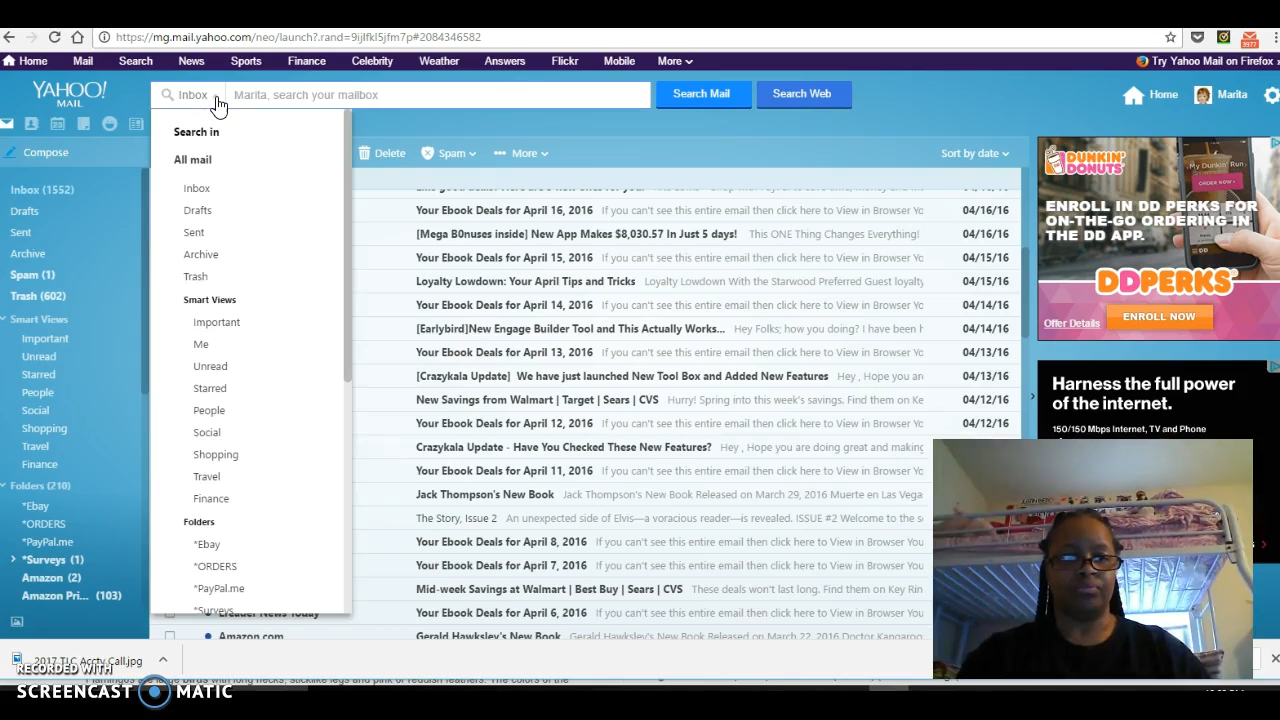 https://mg.mail.yahoo.com/neo/launch?.rand=9ijlfkl5jfm7p#2084346582
3977
Home Mail Search News Sports Finance Celebrity Weather Answers Flickr Mobile More Try Yahoo Mail on Firefox »
YAHOO! MAIL
Inbox Marita, search your mailbox Search Mail Search Web Home Marita
Compose
Delete Spam More Sort by date
Inbox (1552)
Drafts
Sent
Archive
Spam (1)
Trash (602)
Smart Views
Important
Unread
Starred
People
Social
Shopping
Travel
Finance
Folders (210)
*Ebay
*ORDERS
*PayPal.me
*Surveys (1)
Amazon (2)
Amazon Pri... (103)
Search in
All mail
Inbox
Drafts
Sent
Archive
Trash
Smart Views
Important
Me
Unread
Starred
People
Social
Shopping
Travel
Finance
Folders
*Ebay
*ORDERS
*PayPal.me
*Surveys
Your Ebook Deals for April 16, 2016 If you can't see this entire email then click here to View in Browser Yo 04/16/16
[Mega B0nuses inside] New App Makes $8,030.57 In Just 5 days! This ONE Thing Changes Everything! 04/16/16
Your Ebook Deals for April 15, 2016 If you can't see this entire email then click here to View in Browser Yo 04/15/16
Loyalty Lowdown: Your April Tips and Tricks Loyalty Lowdown With the Starwood Preferred Guest loyalty 04/15/16
Your Ebook Deals for April 14, 2016 If you can't see this entire email then click here to View in Browser Yo 04/14/16
[Earlybird]New Engage Builder Tool and This Actually Works... Hey Folks; how you doing? I have been h 04/14/16
Your Ebook Deals for April 13, 2016 If you can't see this entire email then click here to View in Browser Yo 04/13/16
[Crazykala Update] We have just launched New Tool Box and Added New Features Hey , Hope you are 04/13/16
New Savings from Walmart | Target | Sears | CVS Hurry! Spring into this week's savings. Find them on Ke 04/12/16
Your Ebook Deals for April 12, 2016 If you can't see this entire email then click here to View in Browser Yo 04/12/16
Crazykala Update - Have You Checked These New Features? Hey , Hope you are doing great and making
Your Ebook Deals for April 11, 2016 If you can't see this entire email then click here to View in Browser Yo
Jack Thompson's New Book Jack Thompson's New Book Released on March 29, 2016 Muerte en Las Vegas
The Story, Issue 2 An unexpected side of Elvis—a voracious reader—is revealed. ISSUE #2 Welcome to the s
Your Ebook Deals for April 8, 2016 If you can't see this entire email then click here to View in Browser Yo
Your Ebook Deals for April 7, 2016 If you can't see this entire email then click here to View in Browser Yo
Mid-week Savings at Walmart | Best Buy | Sears | CVS These deals won't last long. Find them on Key Rin
Ereader News Today Your Ebook Deals for April 6, 2016 If you can't see this entire email then click here to View in Browser Yo
Amazon.com Gerald Hawksley's New Book Gerald Hawksley's New Book Released on March 22, 2016 Doctor Kangaroo
DUNKIN' DONUTS
My Dunkin' Run
ORDER NOW
ENROLL IN DD PERKS FOR
ON-THE-GO ORDERING IN
THE DD APP.
DDPERKS
Offer Details ENROLL NOW
Harness the full power
of the internet.
150/150 Mbps Internet, TV and Phone
2017 TLC Acctv Call.jpg
RECORDED WITH
SCREENCAST MATIC